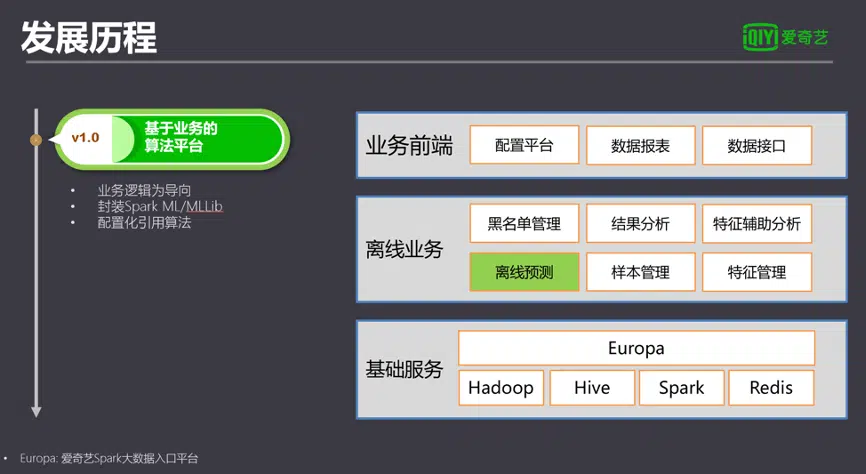 发展历程
iQIYI 爱奇艺
v1.0
基于业务的
算法平台
• 业务逻辑为导向
• 封装Spark ML/MLLib
• 配置化引用算法
业务前端
配置平台 数据报表 数据接口
离线业务
黑名单管理 结果分析 特征辅助分析
离线预测 样本管理 特征管理
基础服务
Europa
Hadoop Hive Spark Redis
• Europa: 爱奇艺Spark大数据入口平台